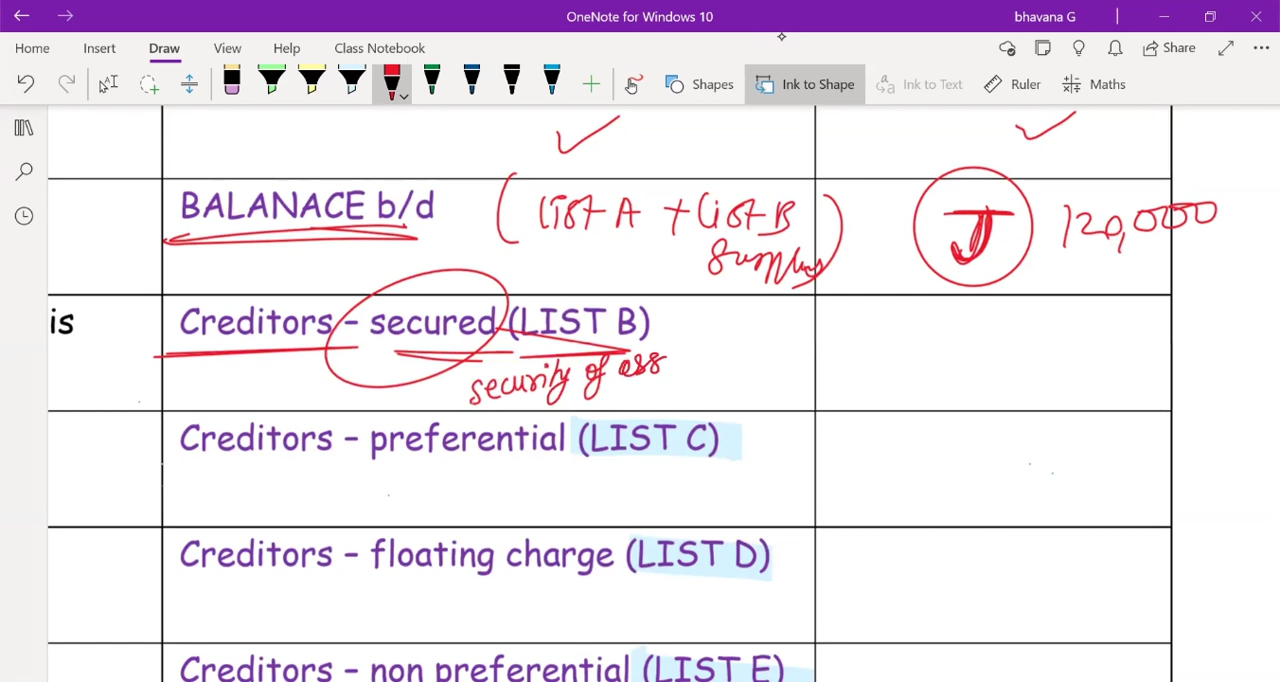 OneNote for Windows 10
bhavana G
Home Insert Draw View Help Class Notebook
Share
Shapes
Ink to Shape
Ink to Text
Ruler
Maths
BALANACE b/d (LIST A + LIST B
surplus) J 120,000
is Creditors – secured (LIST B)
security of ass
Creditors – preferential (LIST C)
Creditors – floating charge (LIST D)
Creditors – non preferential (LIST E)